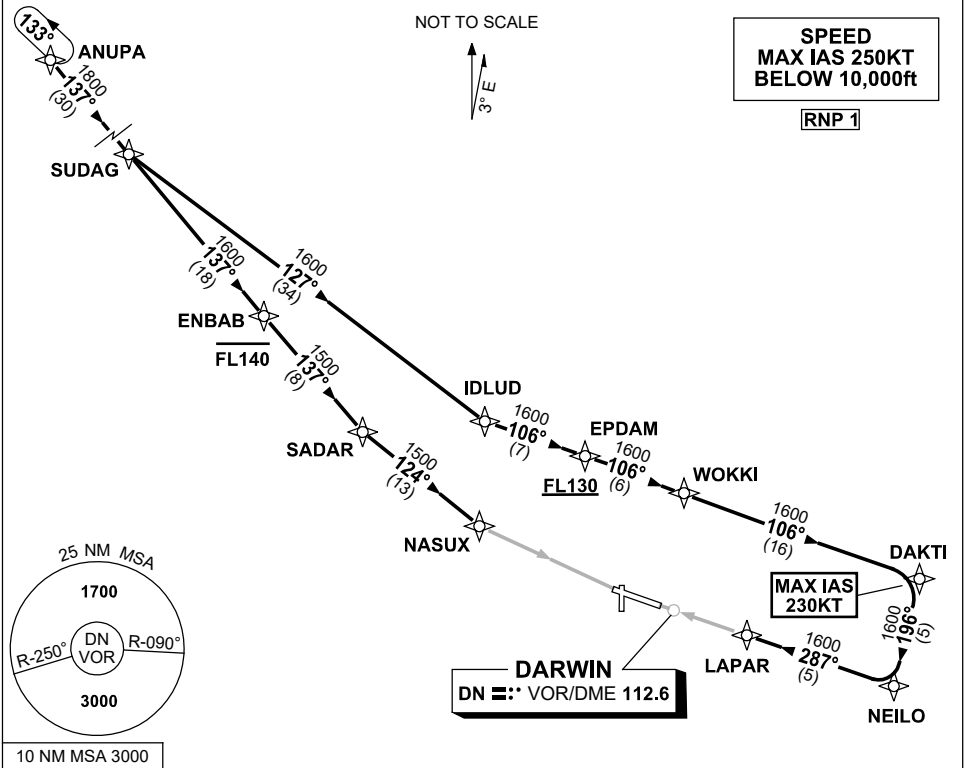 NOT TO SCALE
3° E
SPEED
MAX IAS 250KT
BELOW 10,000ft
RNP 1
133°
ANUPA
1800
137°
(30)
SUDAG
1600
137°
(18)
1600
127°
(34)
ENBAB
FL140
1500
137°
(8)
SADAR
1500
124°
(13)
NASUX
IDLUD
1600
106°
(7)
EPDAM
FL130
1600
106°
(6)
WOKKI
1600
106°
(16)
DAKTI
MAX IAS
230KT
1600
196°
(5)
NEILO
1600
287°
(5)
LAPAR
DARWIN
DN VOR/DME 112.6
25 NM MSA
1700
DN
VOR
R-250°
R-090°
3000
10 NM MSA 3000